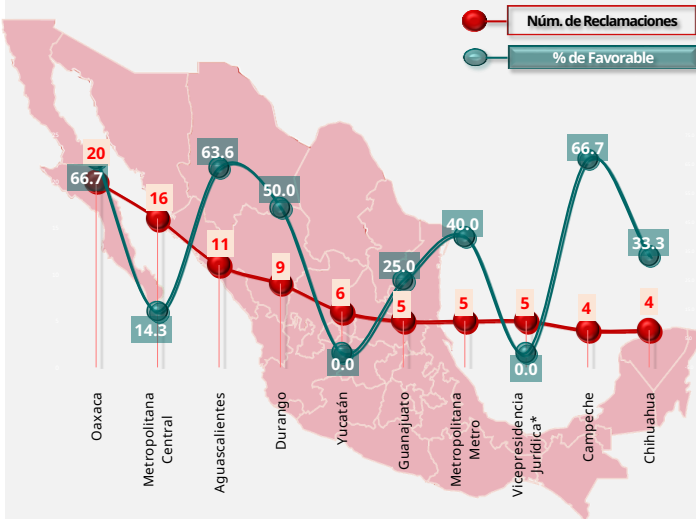 Núm. de Reclamaciones
% de Favorable
20
66.7
16
14.3
63.6
11
50.0
9
6
0.0
25.0
5
40.0
5
5
0.0
66.7
4
33.3
4
Oaxaca
Metropolitana
Central
Aguascalientes
Durango
Yucatán
Guanajuato
Metropolitana
Metro
Vicepresidencia
Jurídica*
Campeche
Chihuahua